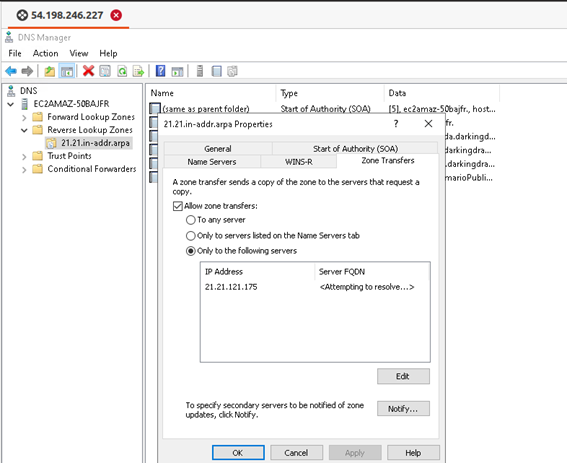 54.198.246.227
DNS Manager
File Action View Help
Name Type Data
DNS
EC2AMAZ-50BAJFR
Forward Lookup Zones
Reverse Lookup Zones
21.21.in-addr.arpa
Trust Points
Conditional Forwarders
(same as parent folder) Start of Authority (SOA) [5], ec2amaz-50bajfr., host...
21.21.in-addr.arpa Properties ? fr.
General Start of Authority (SOA) da.darkingdra...
Name Servers WINS-R Zone Transfers .darkingdra...
A zone transfer sends a copy of the zone to the servers that request a copy. marioPubli...
Allow zone transfers:
To any server
Only to servers listed on the Name Servers tab
Only to the following servers
IP Address Server FQDN
21.21.121.175 <Attempting to resolve...>
Edit
To specify secondary servers to be notified of zone
updates, click Notify.
Notify...
OK Cancel Apply Help